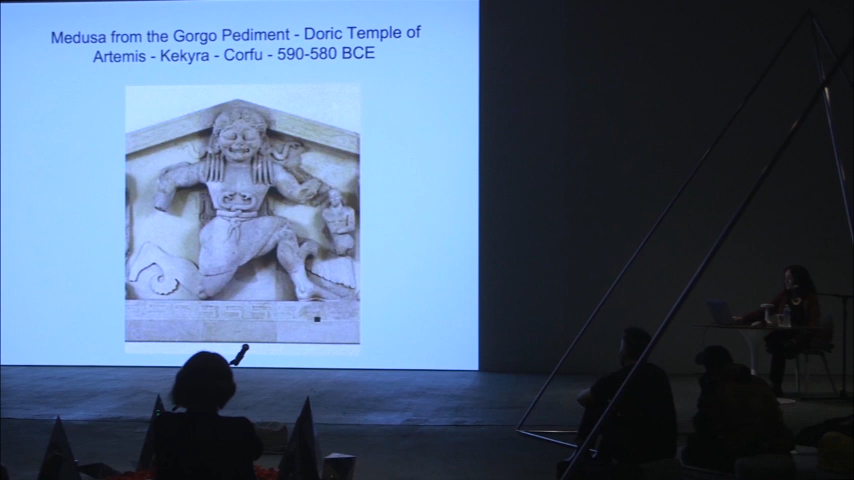 Medusa from the Gorgo Pediment - Doric Temple of
Artemis - Kekyra - Corfu - 590-580 BCE